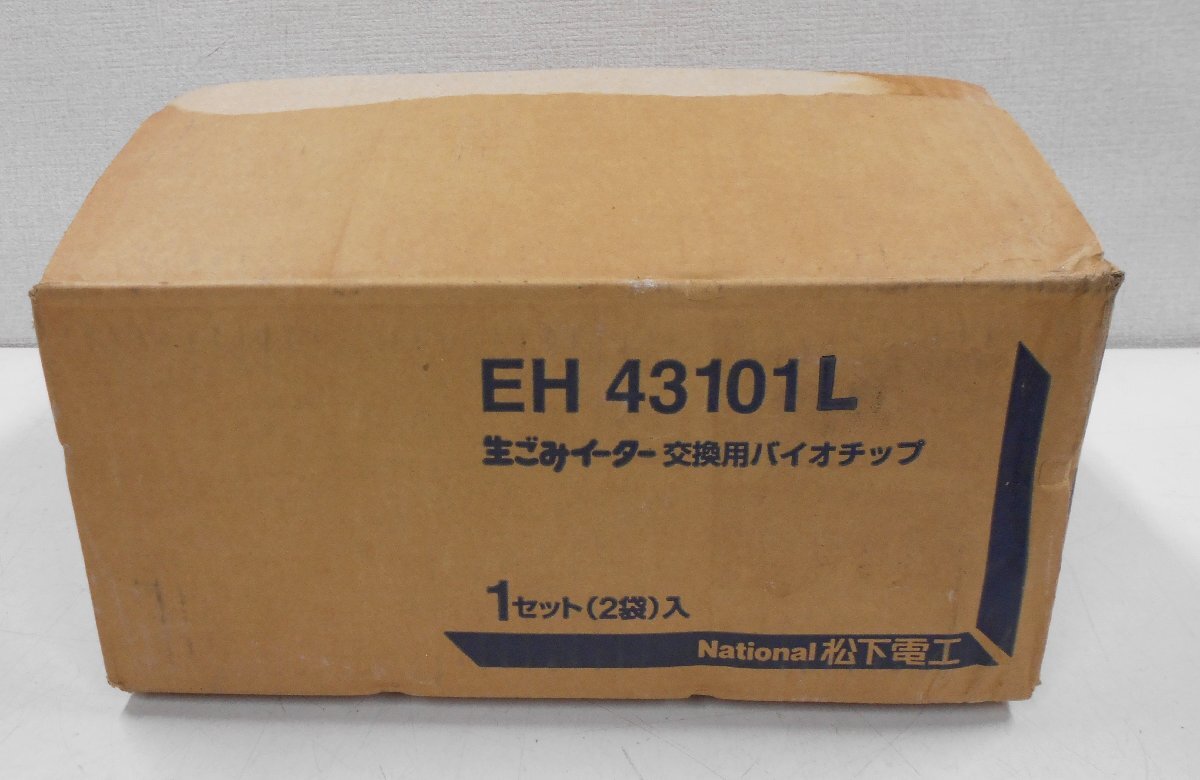 EH 43101L
生ごみイーター 交換用バイオチップ
1セット(2袋)入
National 松下電工